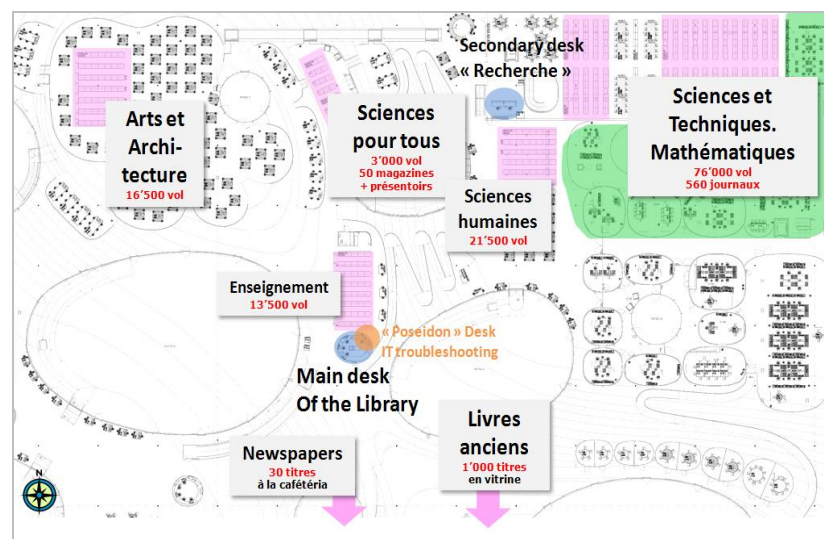 Secondary desk
« Recherche »
Arts et
Archi-
tecture
16'500 vol
Sciences
pour tous
3'000 vol
50 magazines
+ présentoirs
Sciences et
Techniques.
Mathématiques
76'000 vol
560 journaux
Sciences
humaines
21'500 vol
Enseignement
13'500 vol
« Poseidon » Desk
IT troubleshooting
Main desk
Of the Library
Newspapers
30 titres
à la cafétéria
Livres
anciens
1'000 titres
en vitrine
N